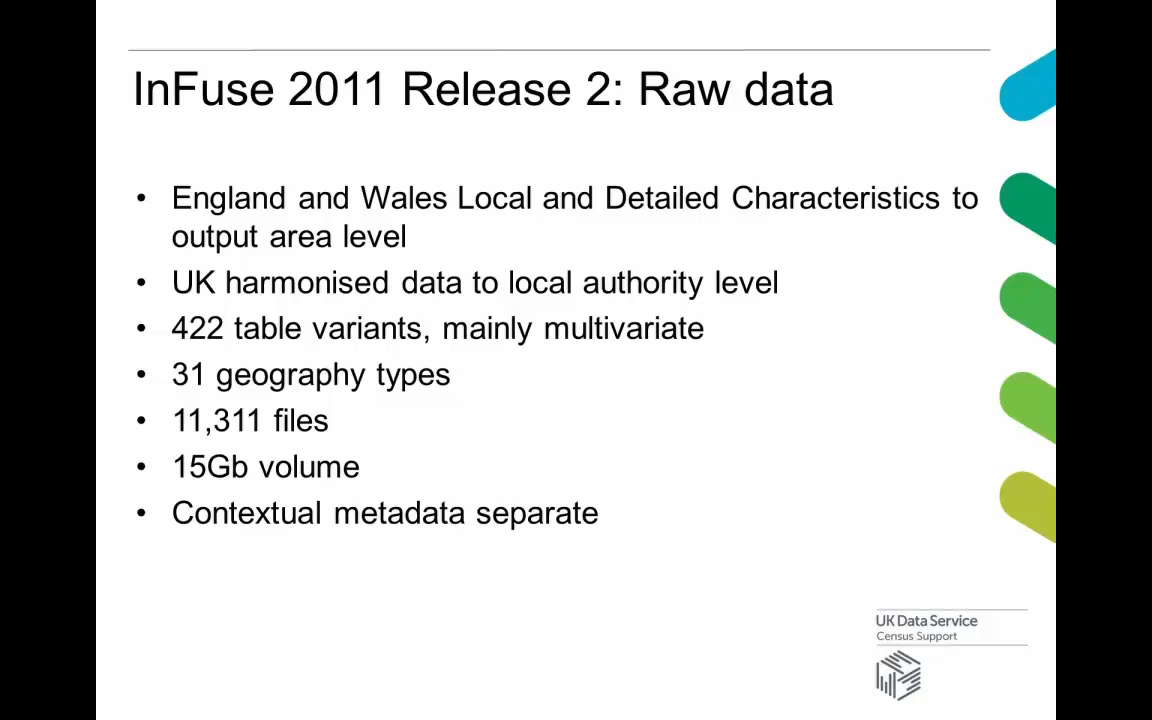 InFuse 2011 Release 2: Raw data
• England and Wales Local and Detailed Characteristics to
output area level
• UK harmonised data to local authority level
• 422 table variants, mainly multivariate
• 31 geography types
• 11,311 files
• 15Gb volume
• Contextual metadata separate
UK Data Service
Census Support